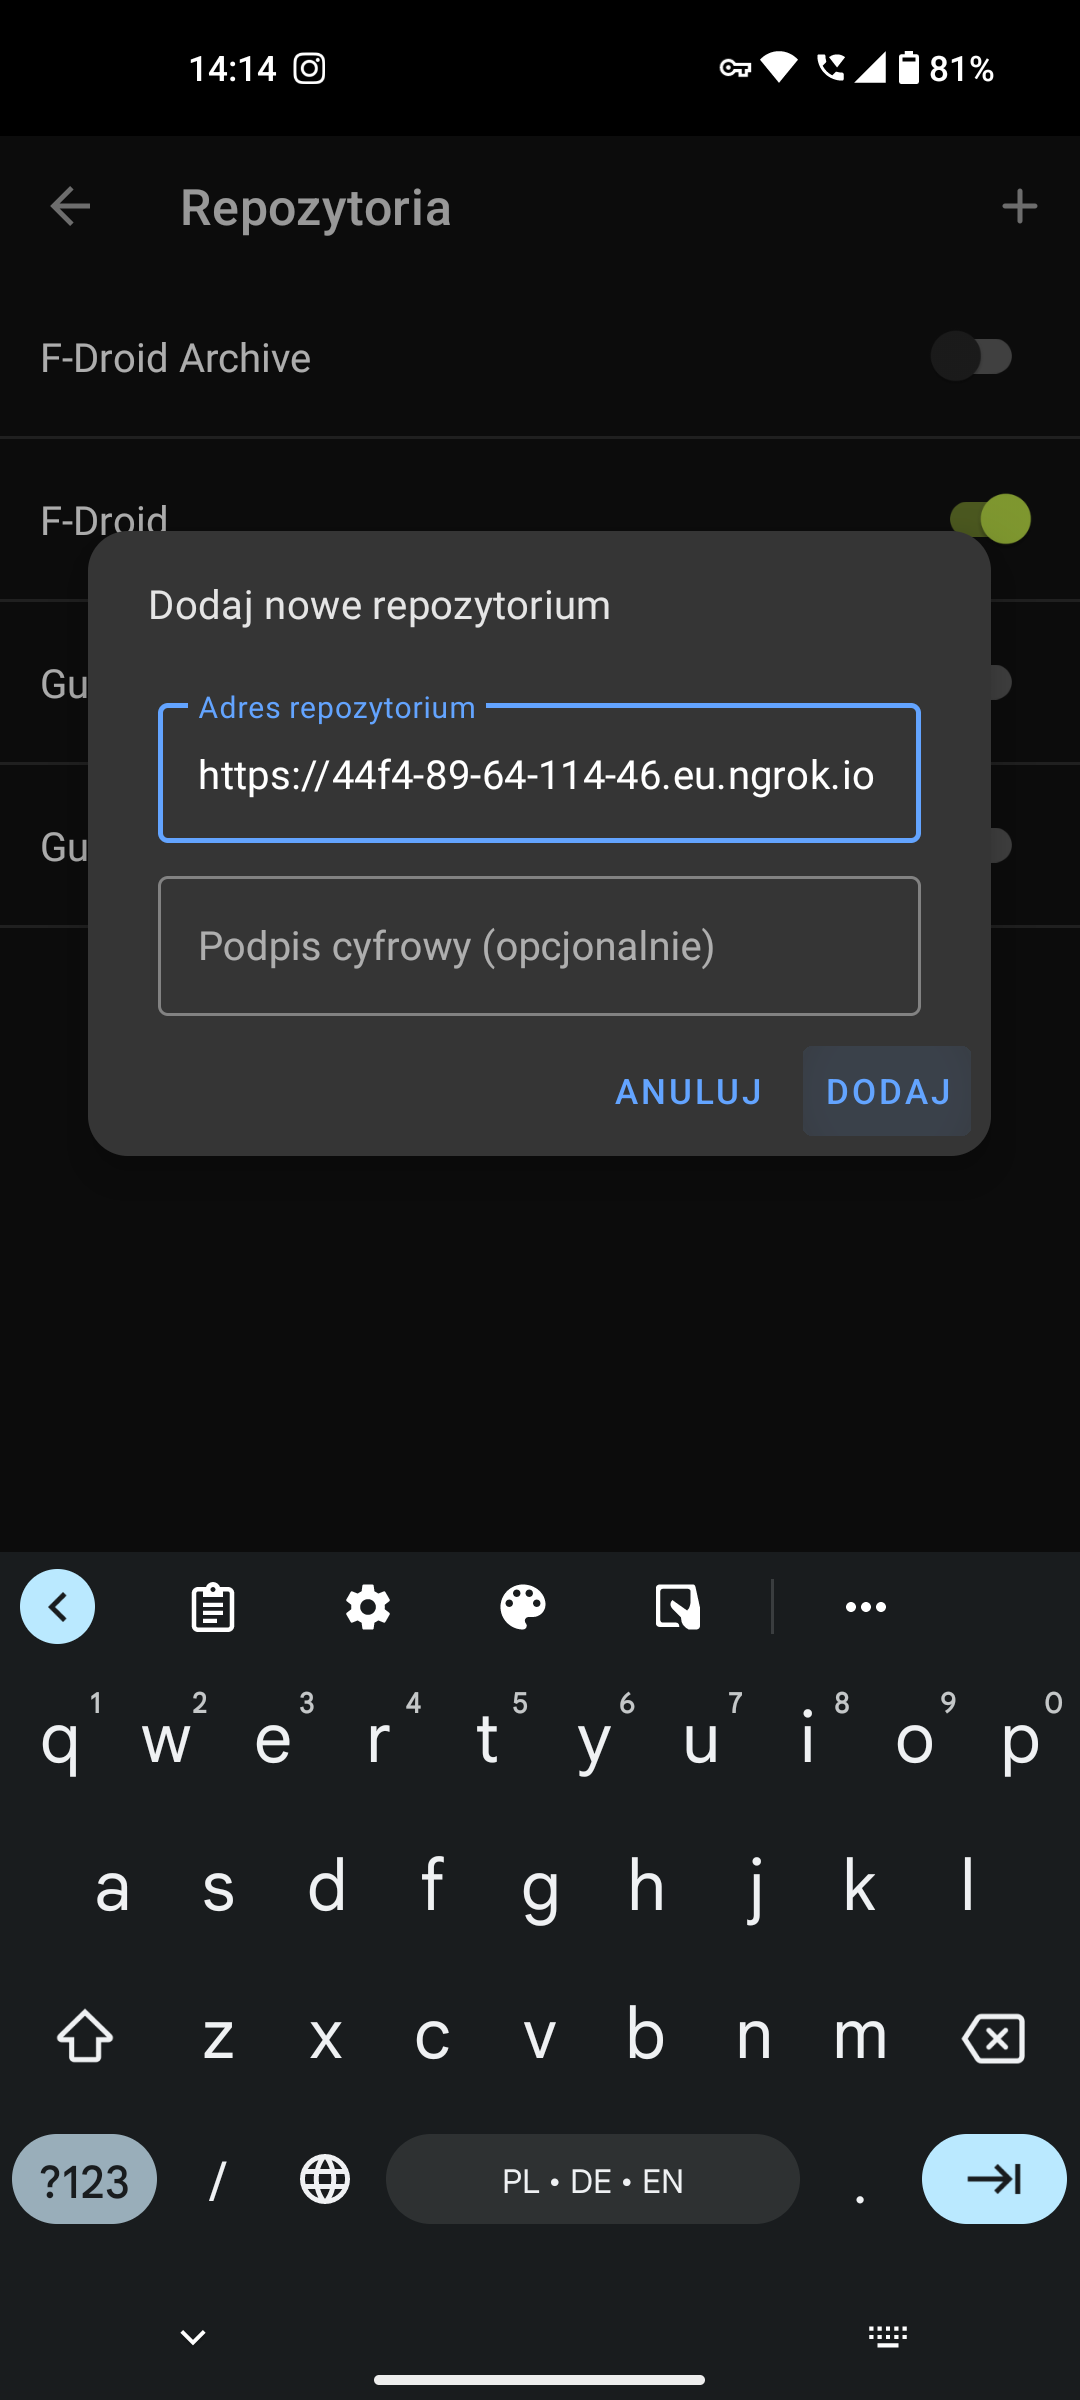 14:14
81%
Repozytoria
F-Droid Archive
F-Droid
Gu
Gu
Dodaj nowe repozytorium
Adres repozytorium
https://44f4-89-64-114-46.eu.ngrok.io
Podpis cyfrowy (opcjonalnie)
ANULUJ DODAJ
1 2 3 4 5 6 7 8 9 0
q w e r t y u i o p
a s d f g h j k l
z x c v b n m
?123 / PL • DE • EN .